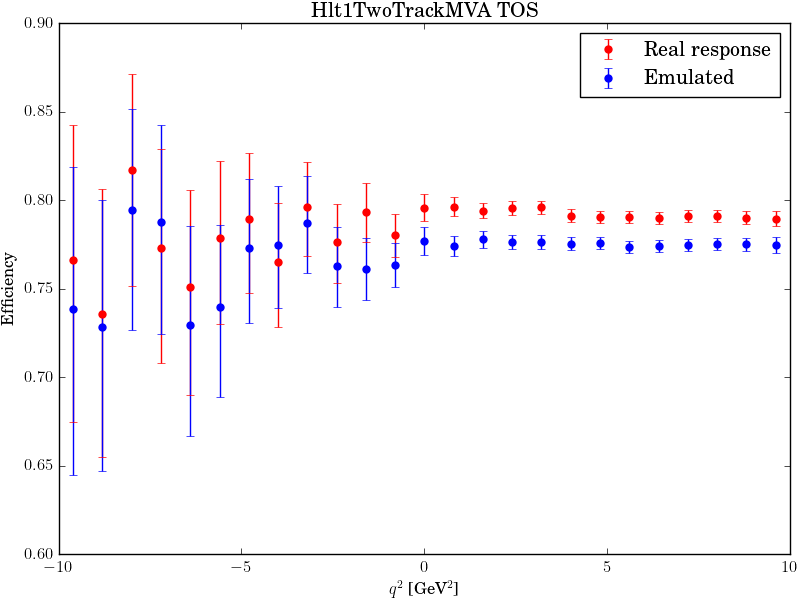 Hlt1TwoTrackMVA TOS
Real response
Emulated
Efficiency
0.90
0.85
0.80
0.75
0.70
0.65
0.60
−10
−5
0
5
10
q² [GeV²]